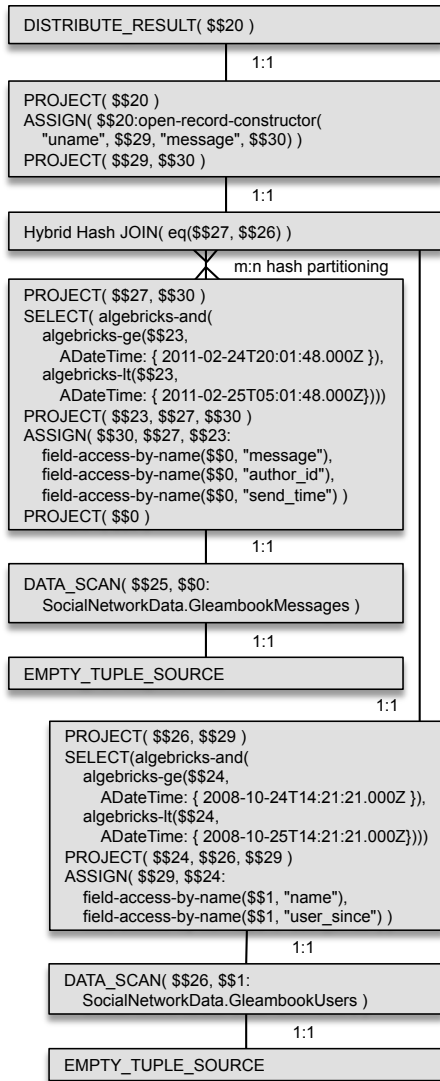 DISTRIBUTE_RESULT( $$20 )
1:1
PROJECT( $$20 )
ASSIGN( $$20:open-record-constructor(
"uname", $$29, "message", $$30) )
PROJECT( $$29, $$30 )
1:1
Hybrid Hash JOIN( eq($$27, $$26) )
m:n hash partitioning
PROJECT( $$27, $$30 )
SELECT( algebricks-and(
algebricks-ge($$23,
ADateTime: { 2011-02-24T20:01:48.000Z }),
algebricks-lt($$23,
ADateTime: { 2011-02-25T05:01:48.000Z})))
PROJECT( $$23, $$27, $$30 )
ASSIGN( $$30, $$27, $$23:
field-access-by-name($$0, "message"),
field-access-by-name($$0, "author_id"),
field-access-by-name($$0, "send_time") )
PROJECT( $$0 )
1:1
DATA_SCAN( $$25, $$0:
SocialNetworkData.GleambookMessages )
1:1
EMPTY_TUPLE_SOURCE
1:1
PROJECT( $$26, $$29 )
SELECT(algebricks-and(
algebricks-ge($$24,
ADateTime: { 2008-10-24T14:21:21.000Z }),
algebricks-lt($$24,
ADateTime: { 2008-10-25T14:21:21.000Z})))
PROJECT( $$24, $$26, $$29 )
ASSIGN( $$29, $$24:
field-access-by-name($$1, "name"),
field-access-by-name($$1, "user_since") )
1:1
DATA_SCAN( $$26, $$1:
SocialNetworkData.GleambookUsers )
1:1
EMPTY_TUPLE_SOURCE